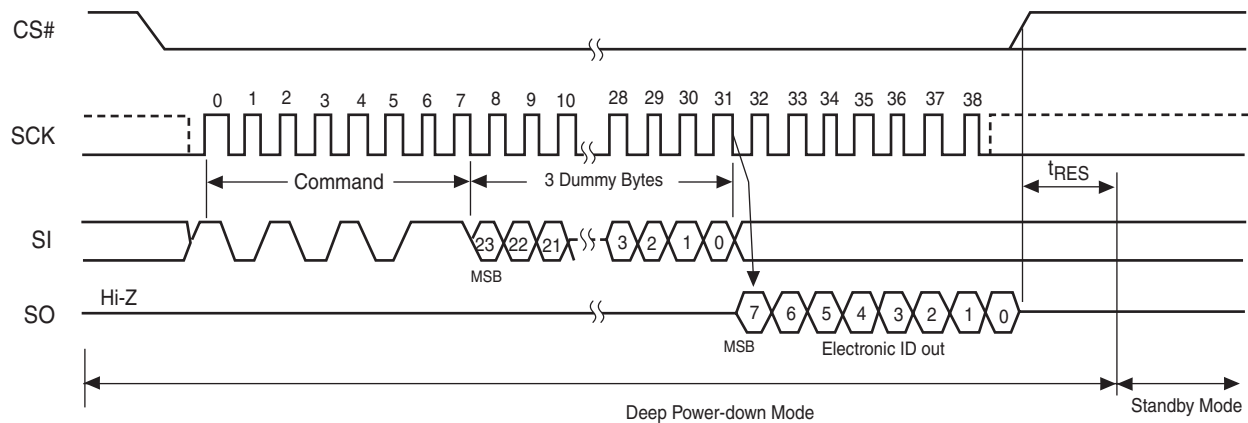 CS#
0 1 2 3 4 5 6 7 8 9 10 28 29 30 31 32 33 34 35 36 37 38
SCK
tRES
Command 3 Dummy Bytes
SI
23 22 21 3 2 1 0
MSB
Hi-Z
SO
7 6 5 4 3 2 1 0
MSB Electronic ID out
Deep Power-down Mode Standby Mode